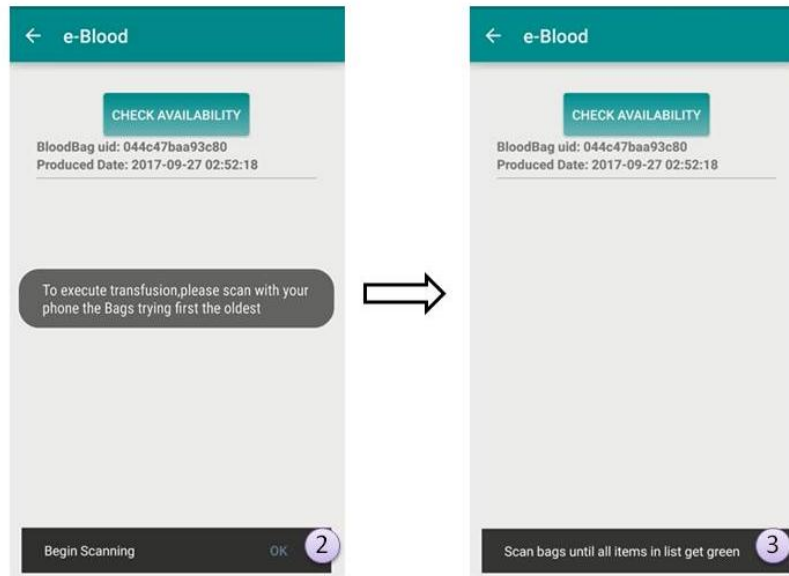 ← e-Blood
CHECK AVAILABILITY
BloodBag uid: 044c47baa93c80
Produced Date: 2017-09-27 02:52:18
To execute transfusion,please scan with your
phone the Bags trying first the oldest
Begin Scanning OK 2
← e-Blood
CHECK AVAILABILITY
BloodBag uid: 044c47baa93c80
Produced Date: 2017-09-27 02:52:18
Scan bags until all items in list get green 3